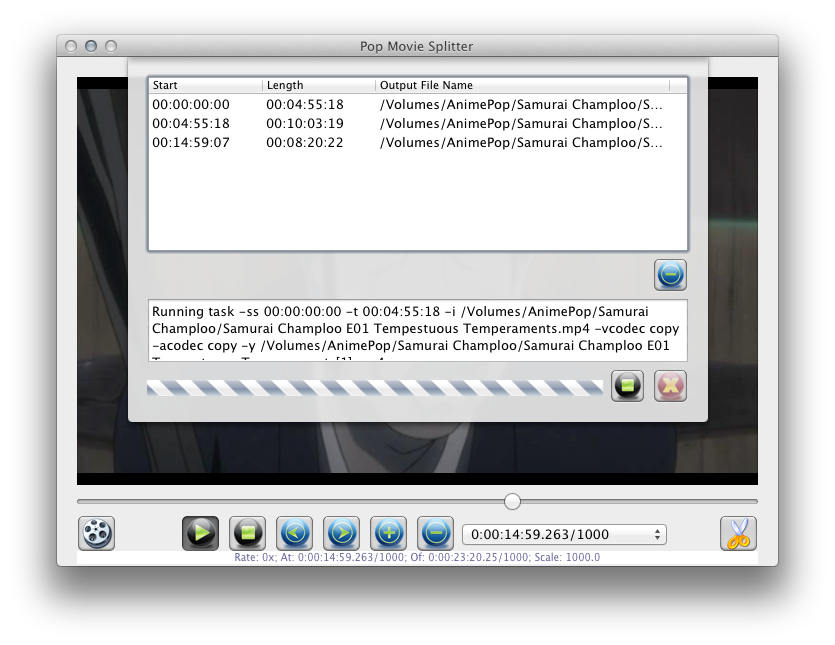 Pop Movie Splitter
Start Length Output File Name
00:00:00:00 00:04:55:18 /Volumes/AnimePop/Samurai Champloo/S...
00:04:55:18 00:10:03:19 /Volumes/AnimePop/Samurai Champloo/S...
00:14:59:07 00:08:20:22 /Volumes/AnimePop/Samurai Champloo/S...
Running task -ss 00:00:00:00 -t 00:04:55:18 -i /Volumes/AnimePop/Samurai
Champloo/Samurai Champloo E01 Tempestuous Temperaments.mp4 -vcodec copy
-acodec copy -y /Volumes/AnimePop/Samurai Champloo/Samurai Champloo E01
0:00:14:59.263/1000
Rate: 0x; At: 0:00:14:59.263/1000; Of: 0:00:23:20.25/1000; Scale: 1000.0